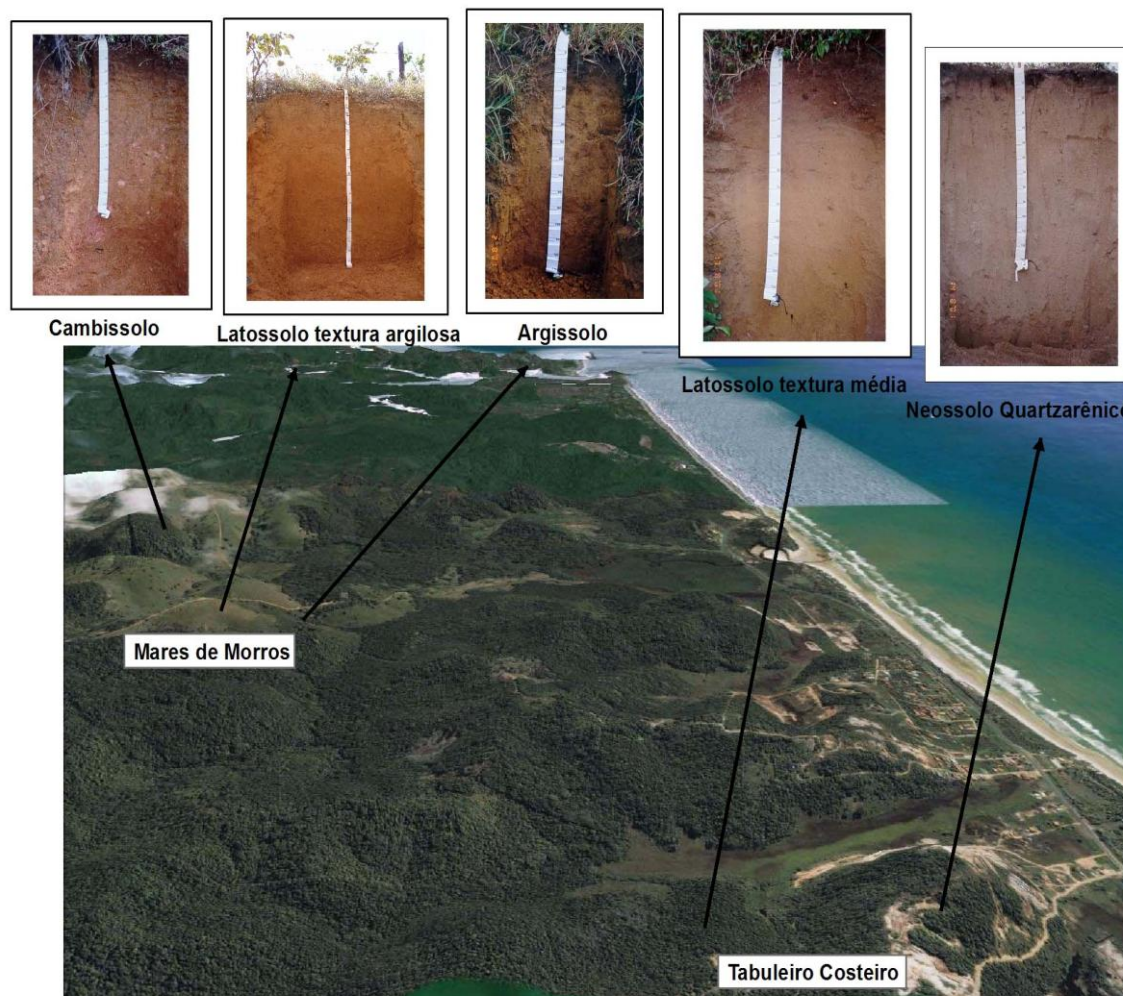 Cambissolo
Latossolo textura argilosa
Argissolo
Latossolo textura média
Neossolo Quartzarênico
Mares de Morros
Tabuleiro Costeiro